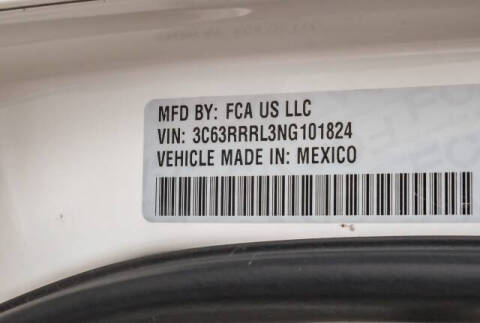 MFD BY: FCA US LLC
VIN: 3C63RRRL3NG101824
VEHICLE MADE IN: MEXICO